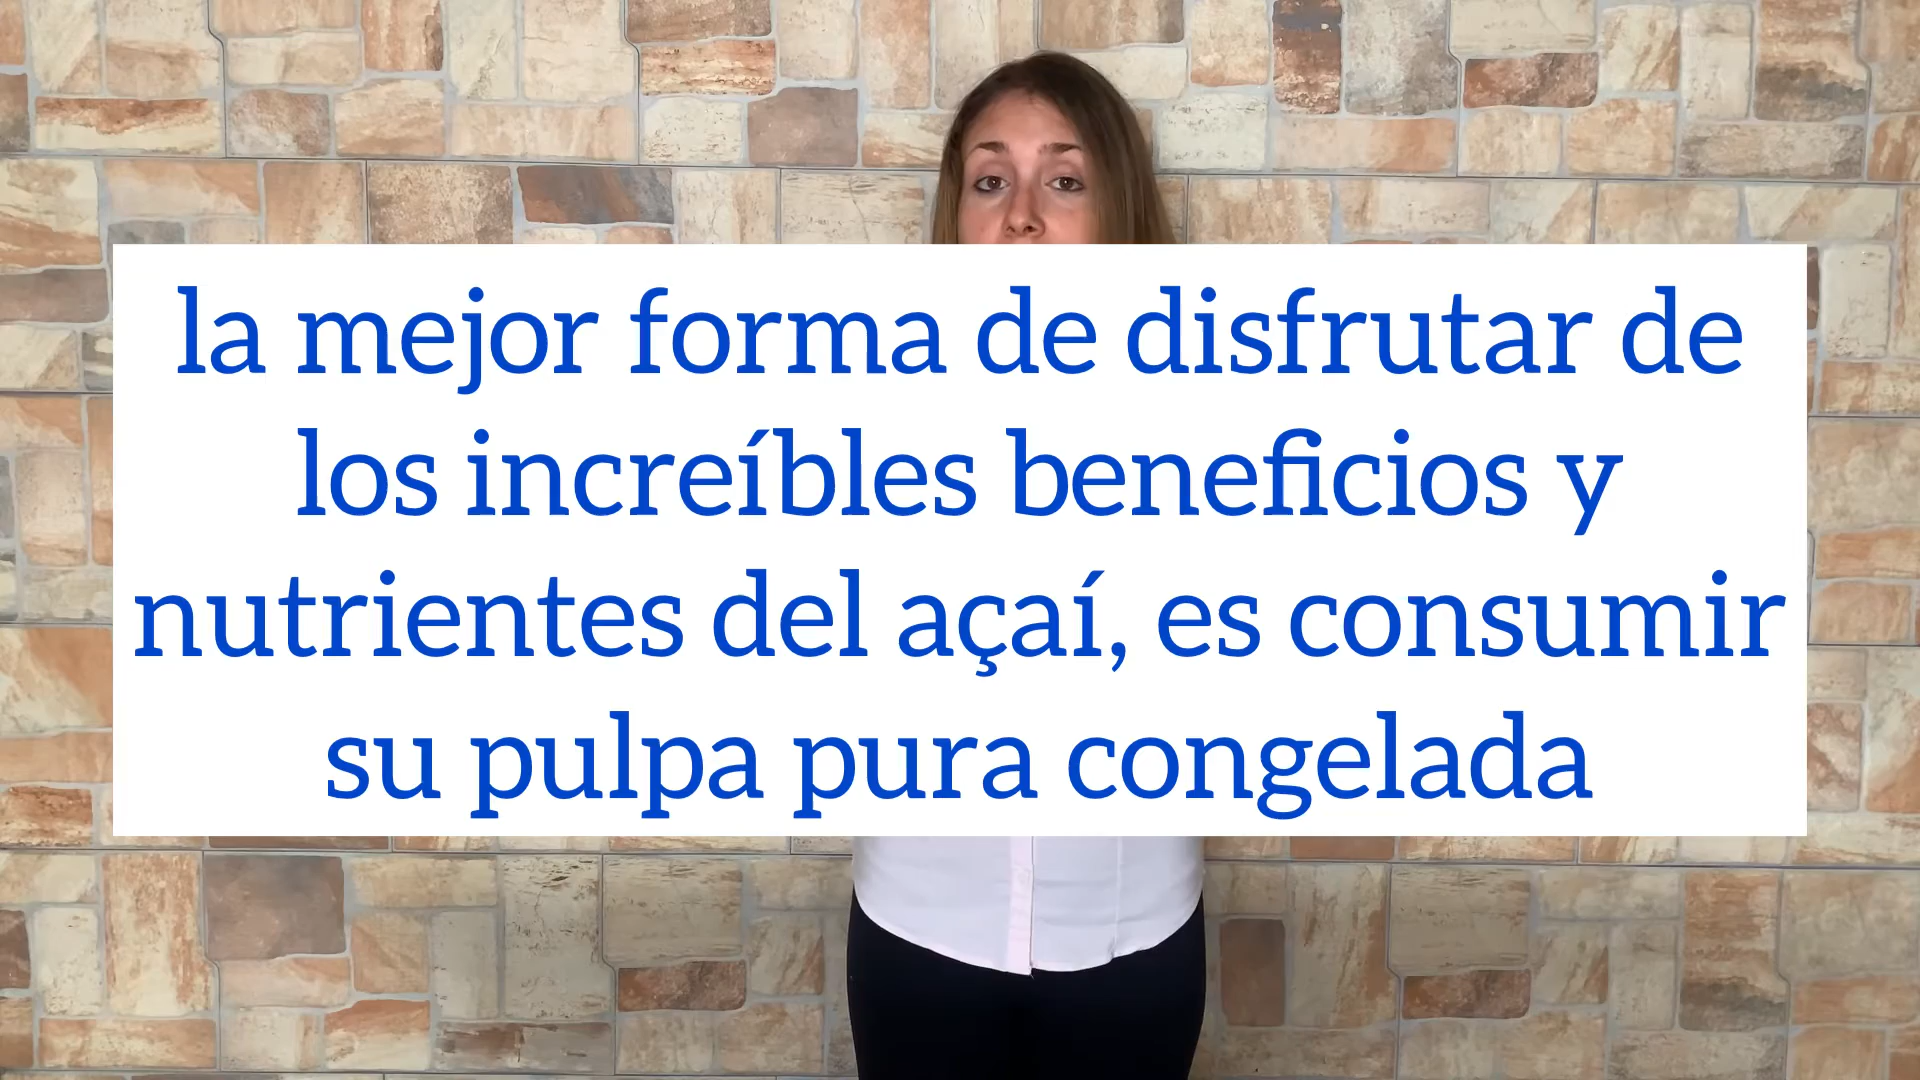 la mejor forma de disfrutar de
los increíbles beneficios y
nutrientes del açaí, es consumir
su pulpa pura congelada